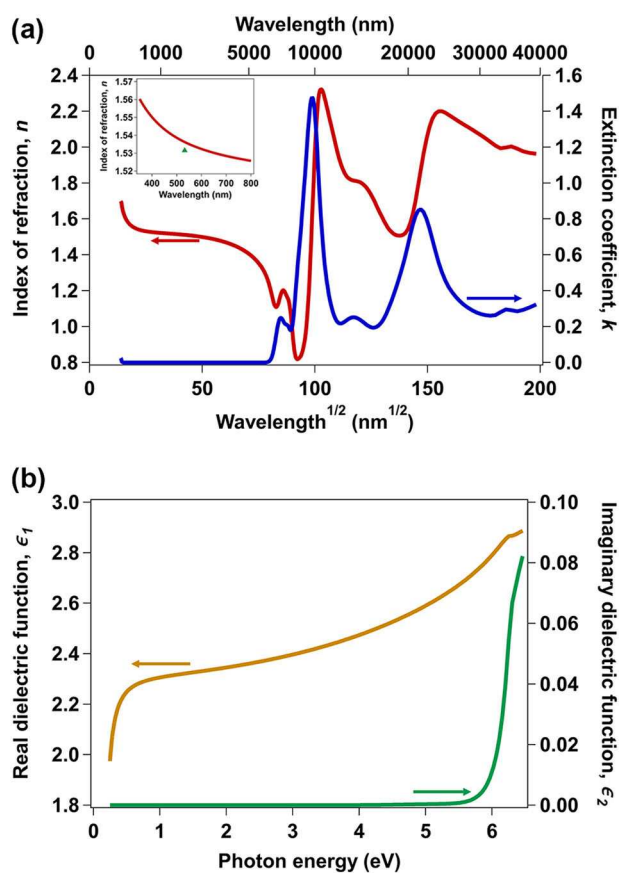 (a)
Wavelength (nm)
0 1000 5000 10000 20000 30000 40000
2.4
2.2
2.0
1.8
1.6
1.4
1.2
1.0
0.8
Index of refraction, n
1.57
1.56
1.55
1.54
1.53
1.52
Index of refraction, n
400 500 600 700 800
Wavelength (nm)
1.6
1.4
1.2
1.0
0.8
0.6
0.4
0.2
0.0
Extinction coefficient, k
0 50 100 150 200
Wavelength1/2 (nm1/2)
(b)
3.0
2.8
2.6
2.4
2.2
2.0
1.8
Real dielectric function, ϵ1
0.10
0.08
0.06
0.04
0.02
0.00
Imaginary dielectric function, ϵ2
0 1 2 3 4 5 6
Photon energy (eV)